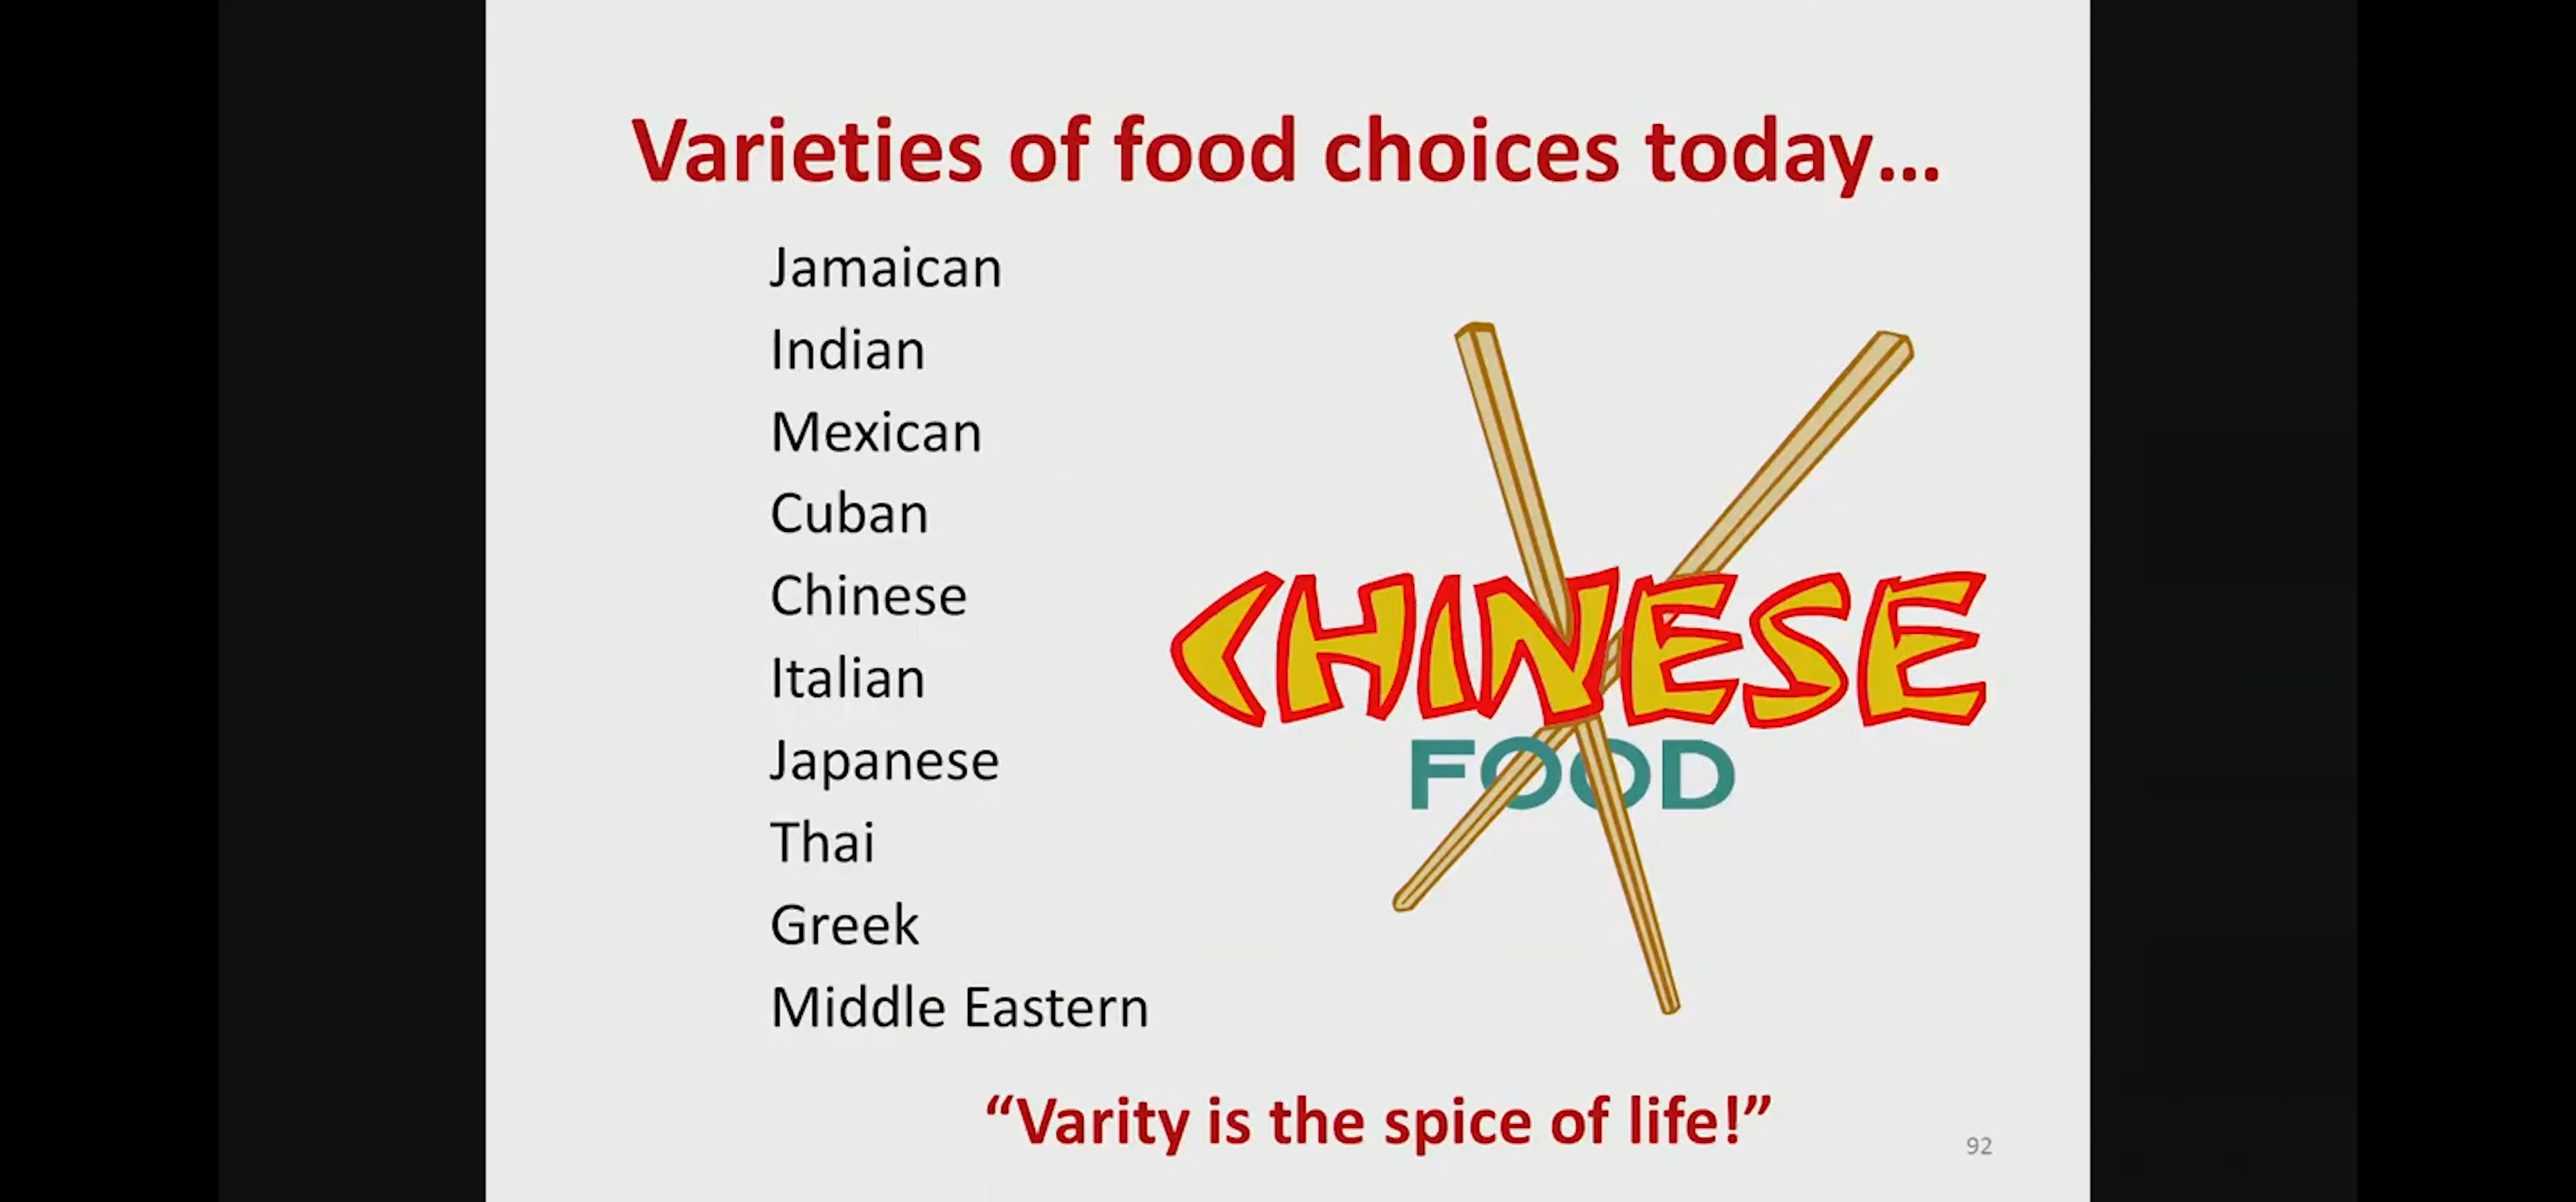 Varieties of food choices today...
Jamaican
Indian
Mexican
Cuban
Chinese
Italian
Japanese
Thai
Greek
Middle Eastern
CHINESE
FOOD
“Varity is the spice of life!”
92